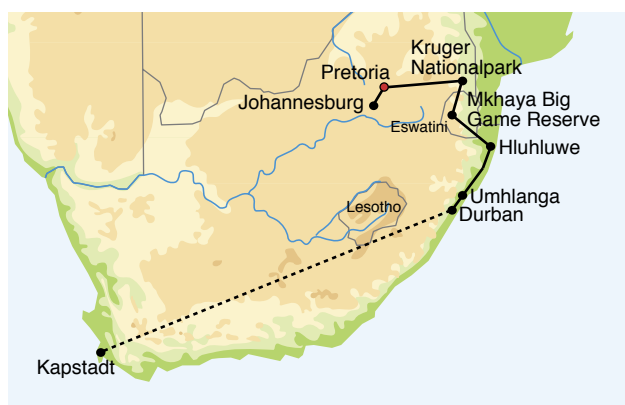 Kruger
Nationalpark
Pretoria
Johannesburg
Mkhaya Big
Game Reserve
Eswatini
Hluhluwe
Umhlanga
Lesotho
Durban
Kapstadt